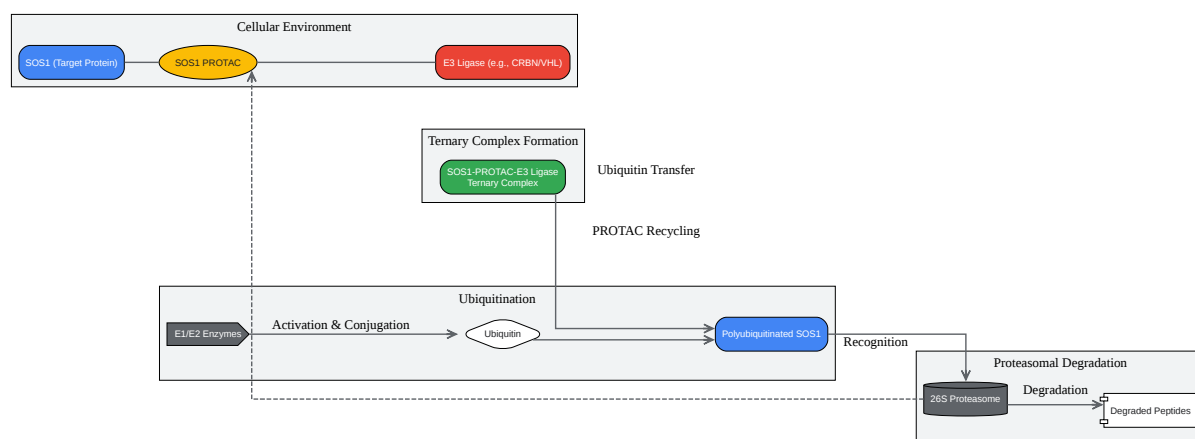 Cellular Environment
SOS1 (Target Protein)
SOS1 PROTAC
E3 Ligase (e.g., CRBN/VHL)
Ternary Complex Formation
SOS1-PROTAC-E3 Ligase
Ternary Complex
Ubiquitin Transfer
PROTAC Recycling
Ubiquitination
E1/E2 Enzymes
Activation & Conjugation
Ubiquitin
Polyubiquitinated SOS1
Recognition
Proteasomal Degradation
26S Proteasome
Degradation
Degraded Peptides